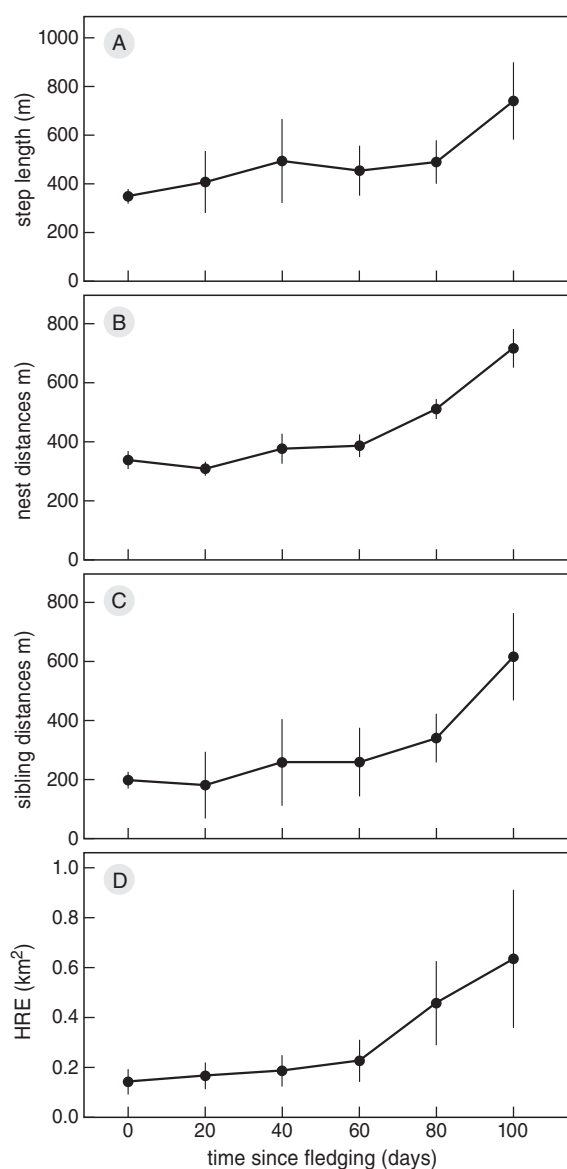 A
1000
800
600
400
200
0
step length (m)
B
800
600
400
200
0
nest distances m)
C
800
600
400
200
0
sibling distances m)
D
1.0
0.8
0.6
0.4
0.2
0.0
HRE (km²)
0 20 40 60 80 100
time since fledging (days)